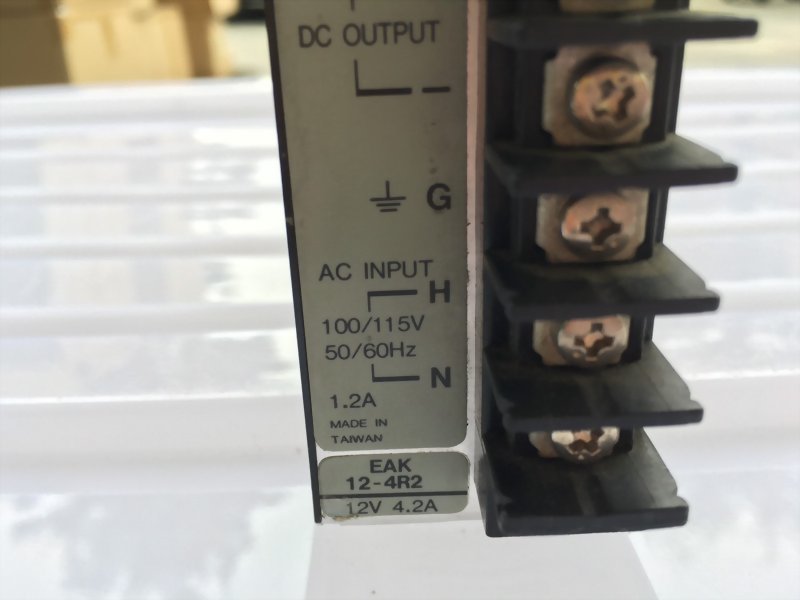 DC OUTPUT
−
G
AC INPUT
H
100/115V
50/60Hz
N
1.2A
MADE IN
TAIWAN
EAK
12-4R2
12V 4.2A